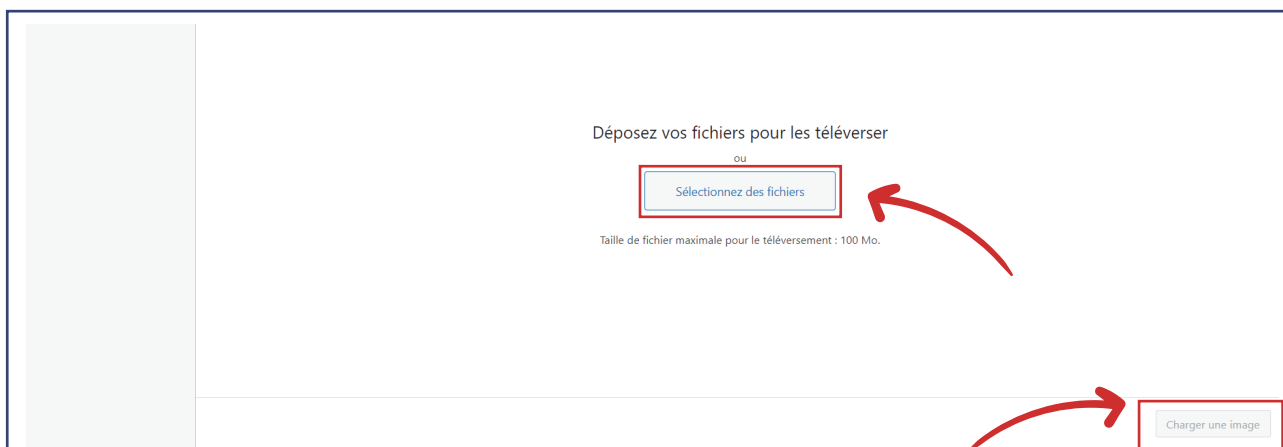 Déposez vos fichiers pour les téléverser
ou
Sélectionnez des fichiers
Taille de fichier maximale pour le téléversement : 100 Mo.
Charger une image